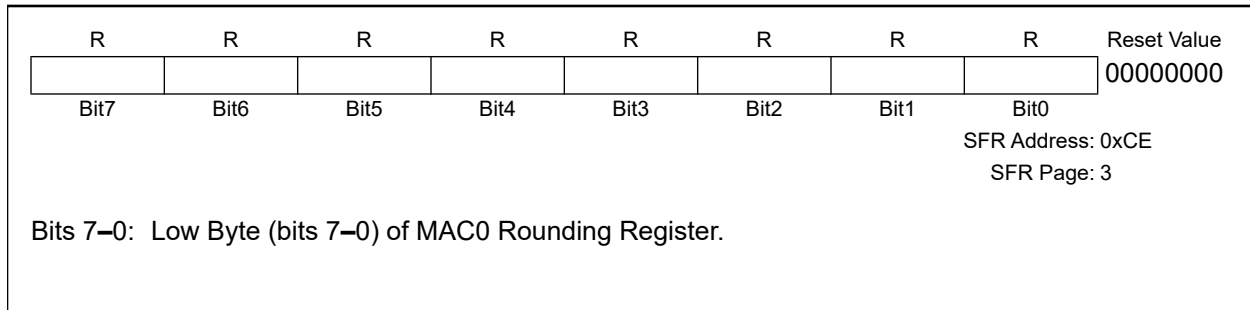 R R R R R R R R Reset Value
00000000
Bit7 Bit6 Bit5 Bit4 Bit3 Bit2 Bit1 Bit0
SFR Address: 0xCE
SFR Page: 3
Bits 7–0: Low Byte (bits 7–0) of MAC0 Rounding Register.